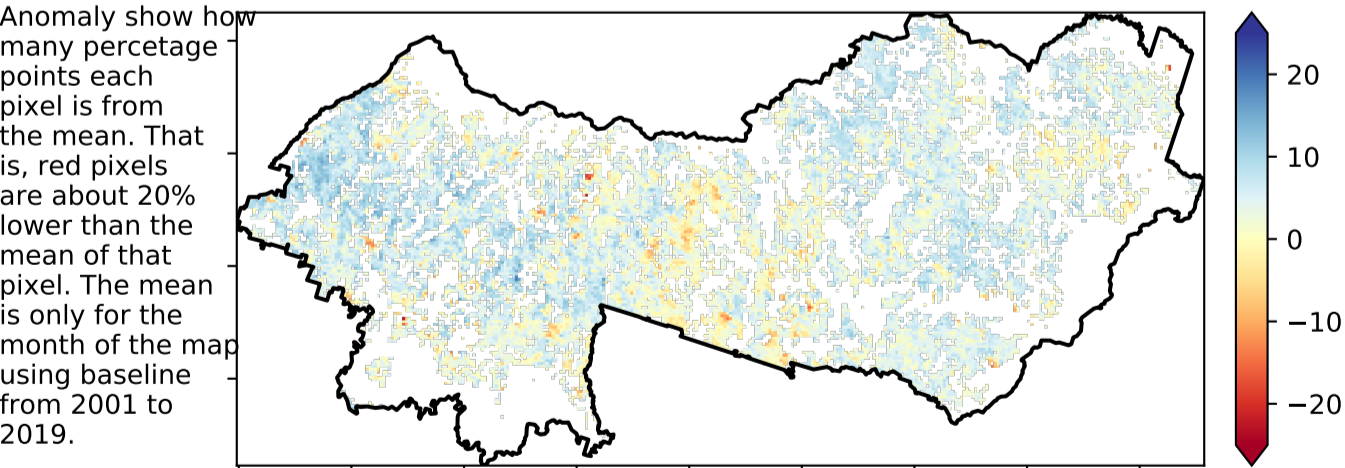 Anomaly show how
many percetage
points each
pixel is from
the mean. That
is, red pixels
are about 20%
lower than the
mean of that
pixel. The mean
is only for the
month of the map
using baseline
from 2001 to
2019.
20
10
0
−10
−20